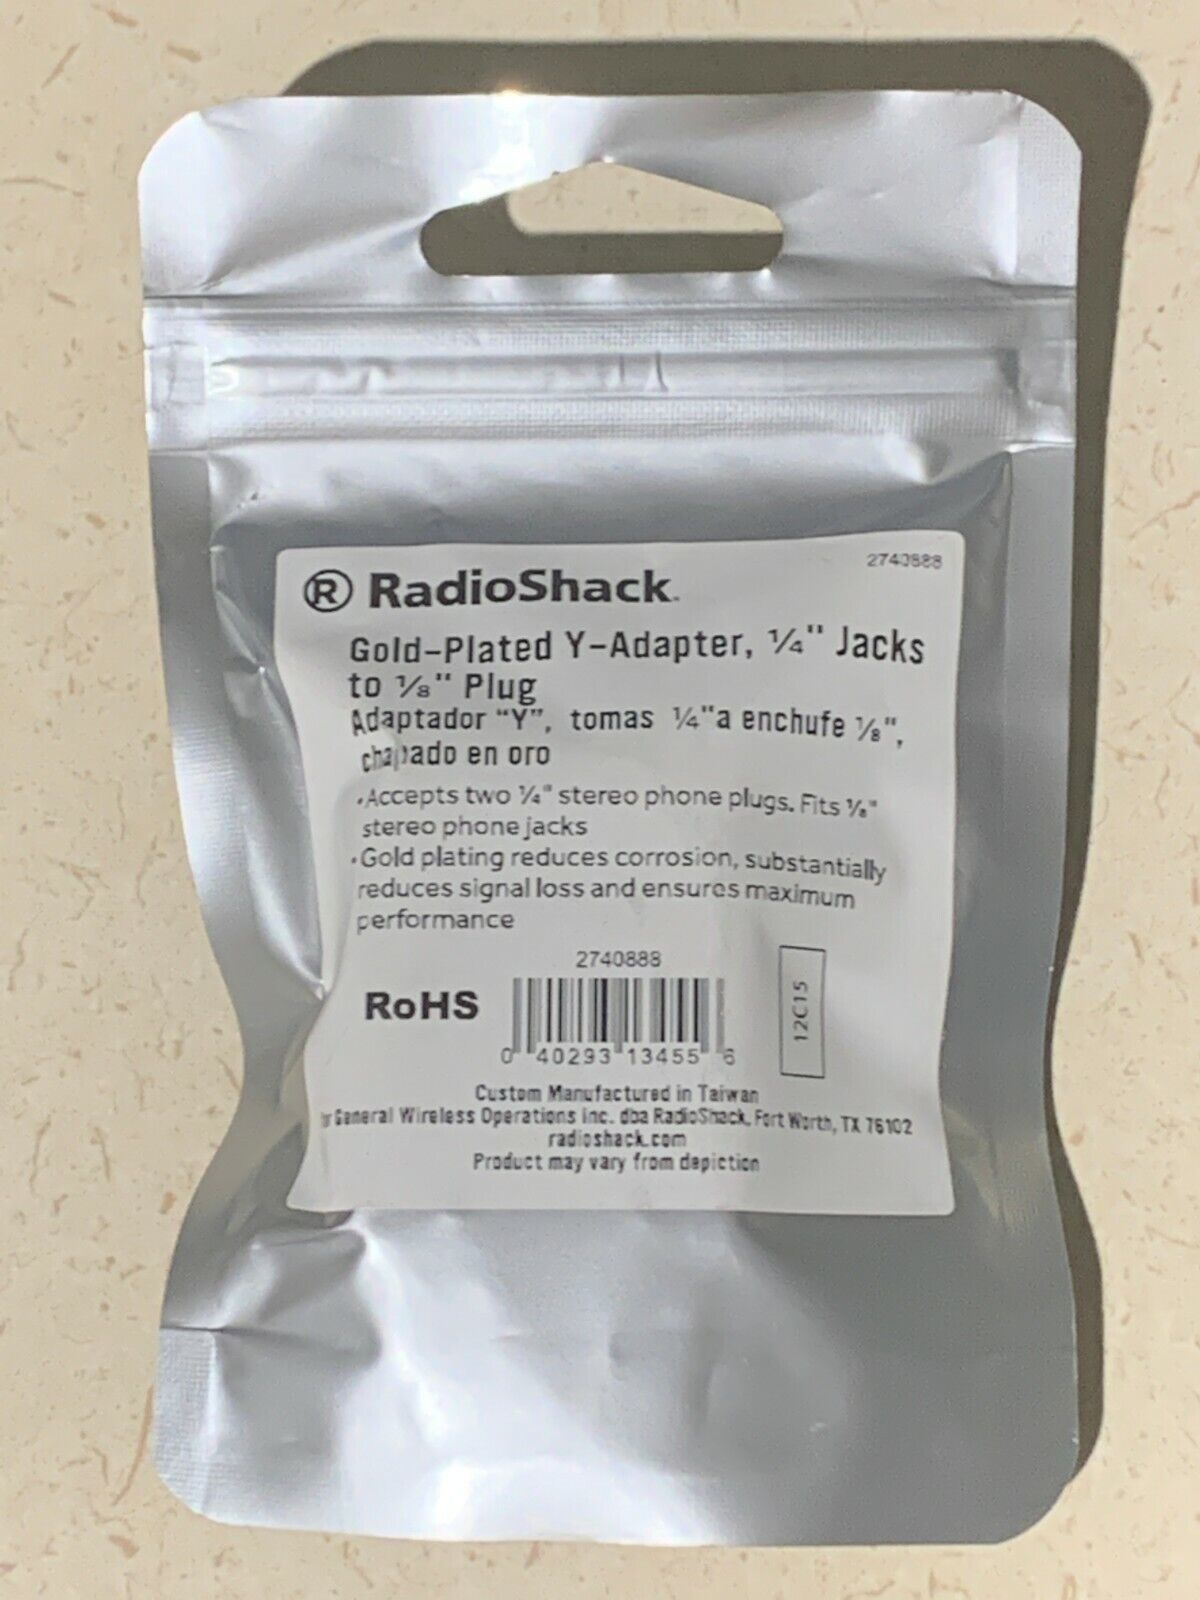 2740888
® RadioShack.
Gold-Plated Y-Adapter, ¼" Jacks
to ⅛" Plug
Adaptador "Y", tomas ¼"a enchufe ⅛",
chapado en oro
•Accepts two ¼" stereo phone plugs. Fits ⅛"
stereo phone jacks
•Gold plating reduces corrosion, substantially
reduces signal loss and ensures maximum
performance
2740888
RoHS
12C15
0 40293 13455 6
Custom Manufactured in Taiwan
for General Wireless Operations Inc. dba RadioShack, Fort Worth, TX 76102
radioshack.com
Product may vary from depiction